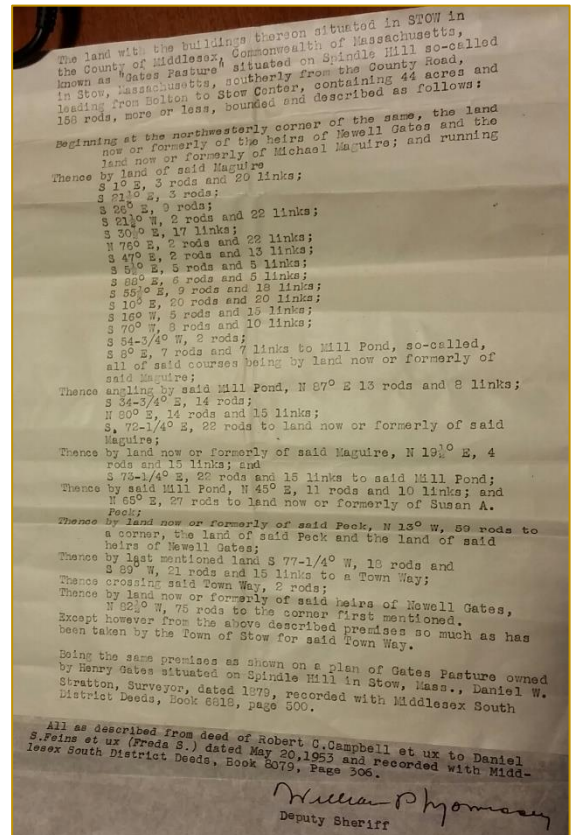 The land with the buildings thereon situated in STOW in
the County of Middlesex, Commonwealth of Massachusetts,
known as "Gates Pasture" situated on Spindle Hill so-called
in Stow, Massachusetts, southerly from the County Road,
leading from Bolton to Stow Center, containing 44 acres and
158 rods, more or less, bounded and described as follows:
Beginning at the northwesterly corner of the same, the land
now or formerly of the heirs of Newell Gates and the
land now or formerly of Michael Maguire; and running
Thence by land of said Maguire
S 1° E, 3 rods and 20 links;
S 21½° E, 3 rods;
S 26° E, 9 rods;
S 21½° W, 2 rods and 22 links;
S 30½° E, 17 links;
N 76° E, 2 rods and 22 links;
S 47° E, 2 rods and 13 links;
S 5½° E, 5 rods and 5 links;
S 88° E, 6 rods and 5 links;
S 55½° E, 9 rods and 18 links;
S 10° E, 20 rods and 20 links;
S 16° W, 5 rods and 15 links;
S 70° W, 8 rods and 10 links;
S 54-3/4° W, 2 rods;
S 8° E, 7 rods and 7 links to Mill Pond, so-called,
all of said courses being by land now or formerly of
said Maguire;
Thence angling by said Mill Pond, N 87° E 13 rods and 8 links;
S 34-3/4° E, 14 rods;
N 80° E, 14 rods and 15 links;
S. 72-1/4° E, 22 rods to land now or formerly of said
Maguire;
Thence by land now or formerly of said Maguire, N 19½° E, 4
rods and 15 links; and
S 73-1/4° E, 22 rods and 15 links to said Mill Pond;
Thence by said Mill Pond, N 45° E, 11 rods and 10 links; and
N 65° E, 27 rods to land now or formerly of Susan A.
Peck;
Thence by land now or formerly of said Peck, N 13° W, 59 rods to
a corner, the land of said Peck and the land of said
heirs of Newell Gates;
Thence by last mentioned land S 77-1/4° W, 18 rods and
S 89° W, 21 rods and 15 links to a Town Way;
Thence crossing said Town Way, 2 rods;
Thence by land now or formerly of said heirs of Newell Gates,
N 82½° W, 75 rods to the corner first mentioned.
Except however from the above described premises so much as has
been taken by the Town of Stow for said Town Way.
Being the same premises as shown on a plan of Gates Pasture owned
by Henry Gates situated on Spindle Hill in Stow, Mass., Daniel W.
Stratton, Surveyor, dated 1879, recorded with Middlesex South
District Deeds, Book 6818, page 500.
All as described from deed of Robert C.Campbell et ux to Daniel
S.Feins et ux (Freda S.) dated May 20,1953 and recorded with Midd-
lesex South District Deeds, Book 8079, Page 306.
William P
Deputy Sheriff